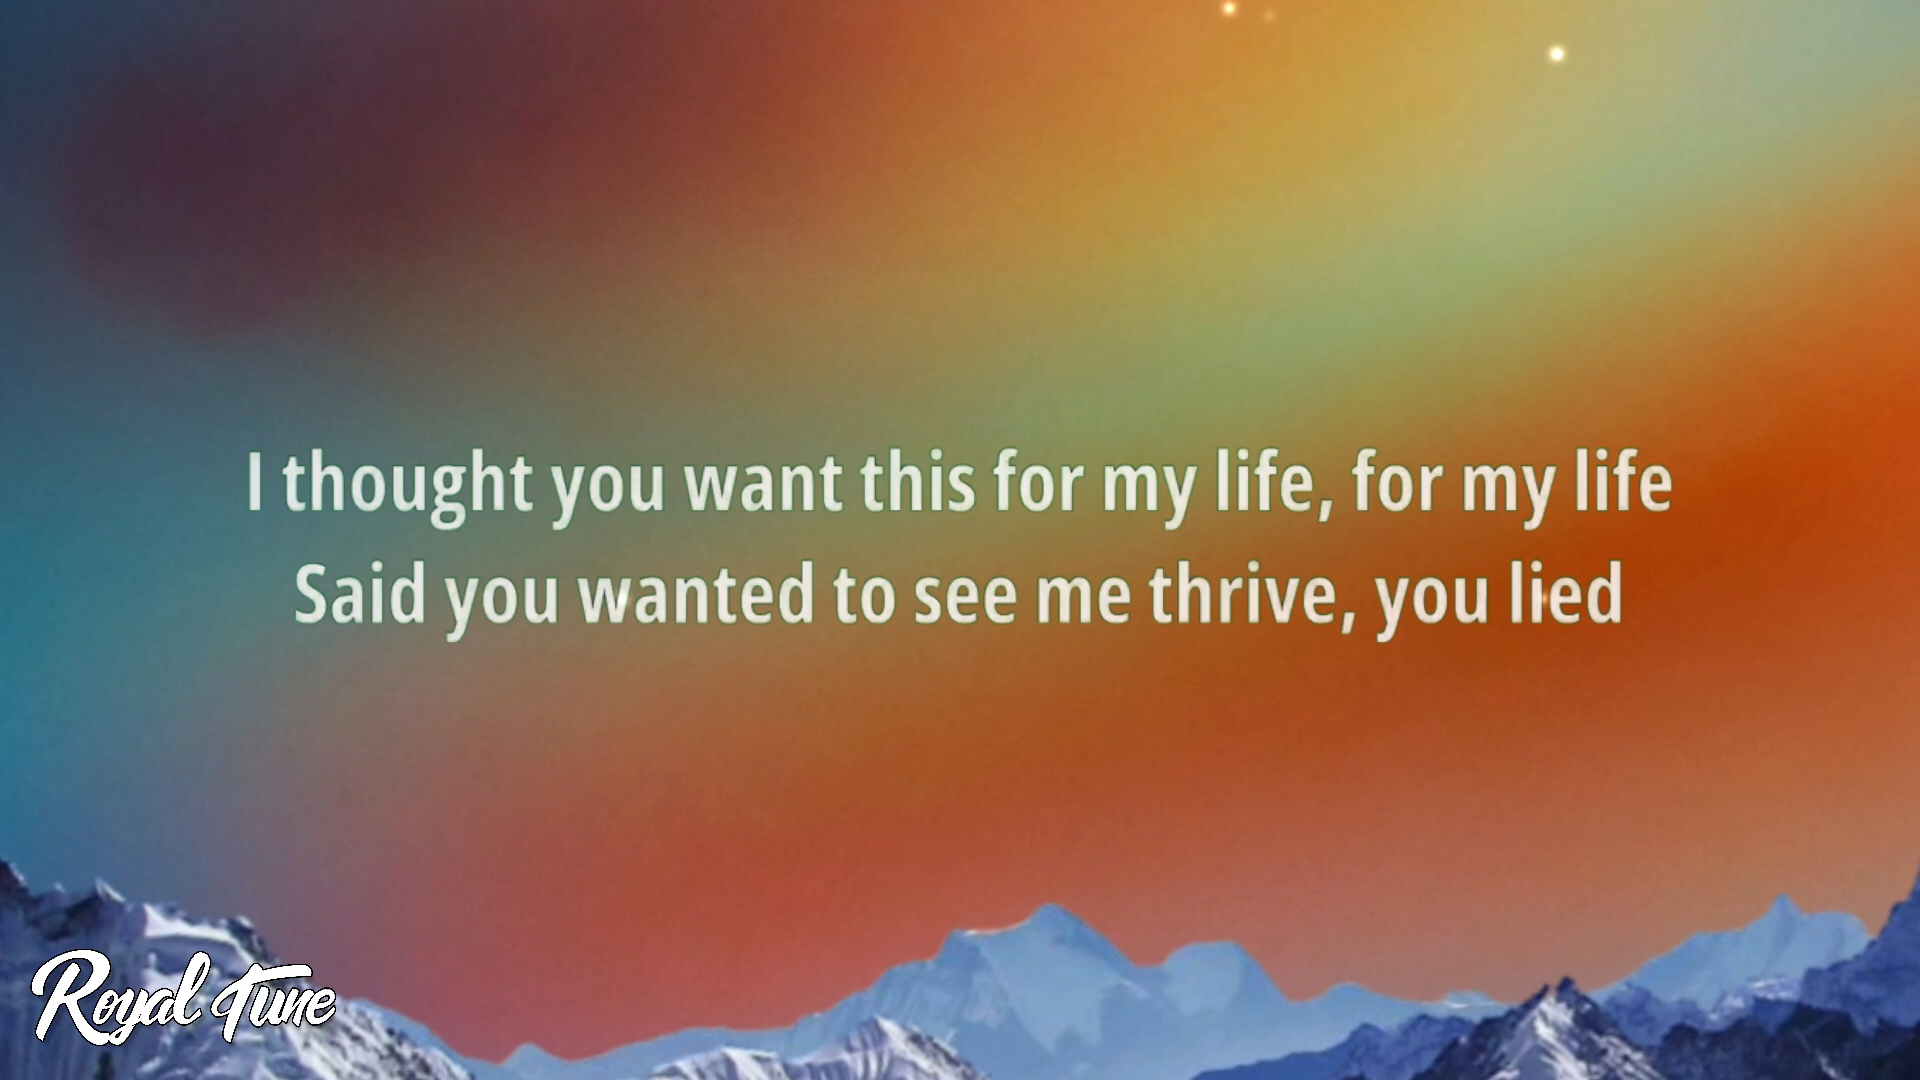 I thought you want this for my life, for my life
Said you wanted to see me thrive, you lied
Royal Tune